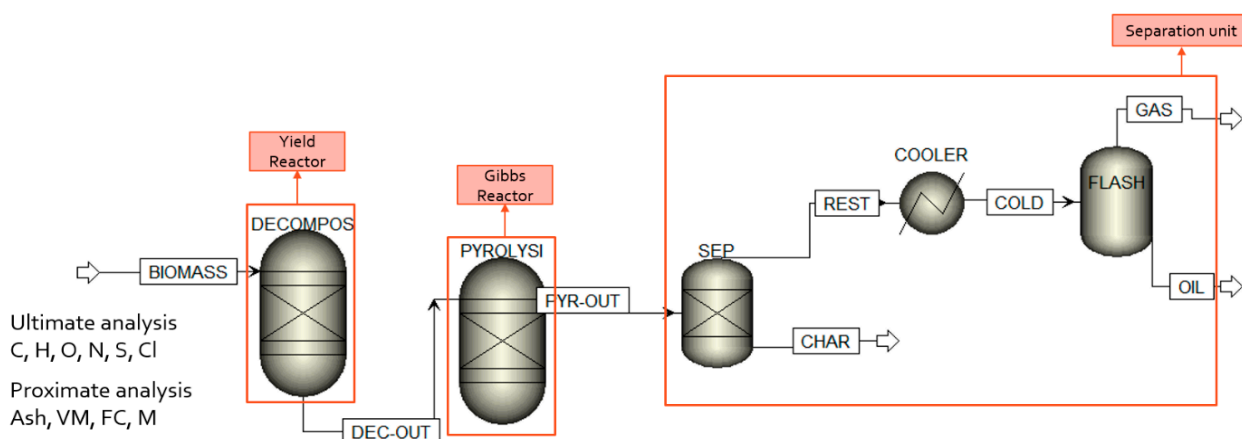 Separation unit
GAS
Yield
Reactor
COOLER
Gibbs
Reactor
FLASH
REST
COLD
DECOMPOS
PYROLYSI
SEP
BIOMASS
PYR-OUT
OIL
Ultimate analysis
C, H, O, N, S, Cl
CHAR
Proximate analysis
Ash, VM, FC, M
DEC-OUT